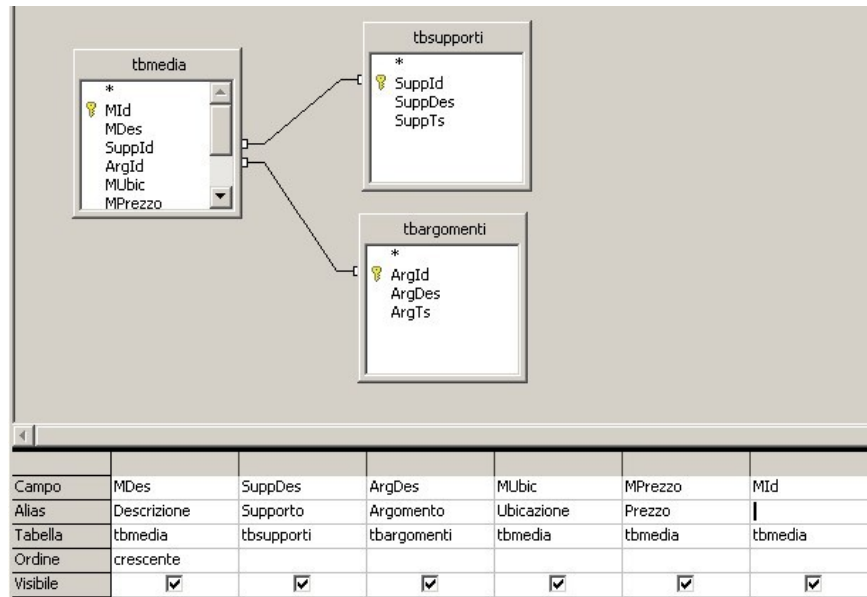 tbmedia
*
MId
MDes
SuppId
ArgId
MUbic
MPrezzo
tbsupporti
*
SuppId
SuppDes
SuppTs
tbargomenti
*
ArgId
ArgDes
ArgTs
Campo MDes SuppDes ArgDes MUbic MPrezzo MId
Alias Descrizione Supporto Argomento Ubicazione Prezzo
Tabella tbmedia tbsupporti tbargomenti tbmedia tbmedia tbmedia
Ordine crescente
Visibile